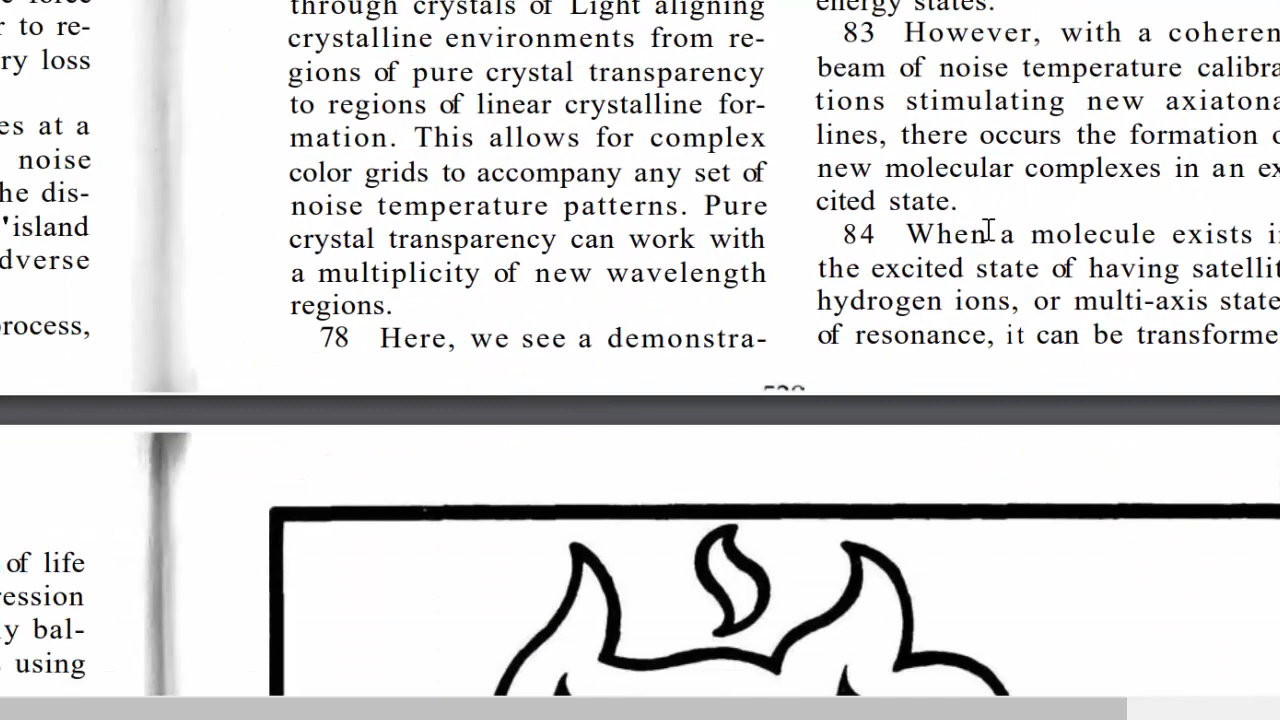 r to re-
ry loss
es at a
noise
he dis-
'island
dverse
rocess,
through crystals of Light aligning
crystalline environments from re-
gions of pure crystal transparency
to regions of linear crystalline for-
mation. This allows for complex
color grids to accompany any set of
noise temperature patterns. Pure
crystal transparency can work with
a multiplicity of new wavelength
regions.
78 Here, we see a demonstra-
energy states.
83 However, with a coheren
beam of noise temperature calibra
tions stimulating new axiatona
lines, there occurs the formation o
new molecular complexes in an ex
cited state.
84 When a molecule exists i
the excited state of having satellit
hydrogen ions, or multi-axis state
of resonance, it can be transforme
of life
ession
y bal-
using